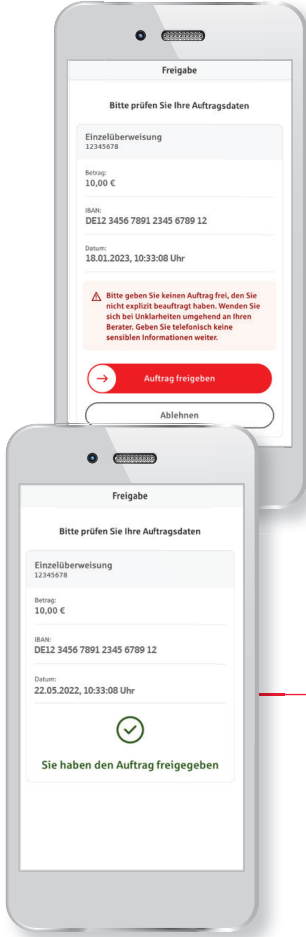 Freigabe
Bitte prüfen Sie Ihre Auftragsdaten
Einzelüberweisung
12345678
Betrag:
10,00 €
IBAN:
DE12 3456 7891 2345 6789 12
Datum:
18.01.2023, 10:33:08 Uhr
Bitte geben Sie keinen Auftrag frei, den Sie
nicht explizit beauftragt haben. Wenden Sie
sich bei Unklarheiten umgehend an Ihren
Berater. Geben Sie telefonisch keine
sensiblen Informationen weiter.
Auftrag freigeben
Ablehnen
Freigabe
Bitte prüfen Sie Ihre Auftragsdaten
Einzelüberweisung
12345678
Betrag:
10,00 €
IBAN:
DE12 3456 7891 2345 6789 12
Datum:
22.05.2022, 10:33:08 Uhr
Sie haben den Auftrag freigegeben